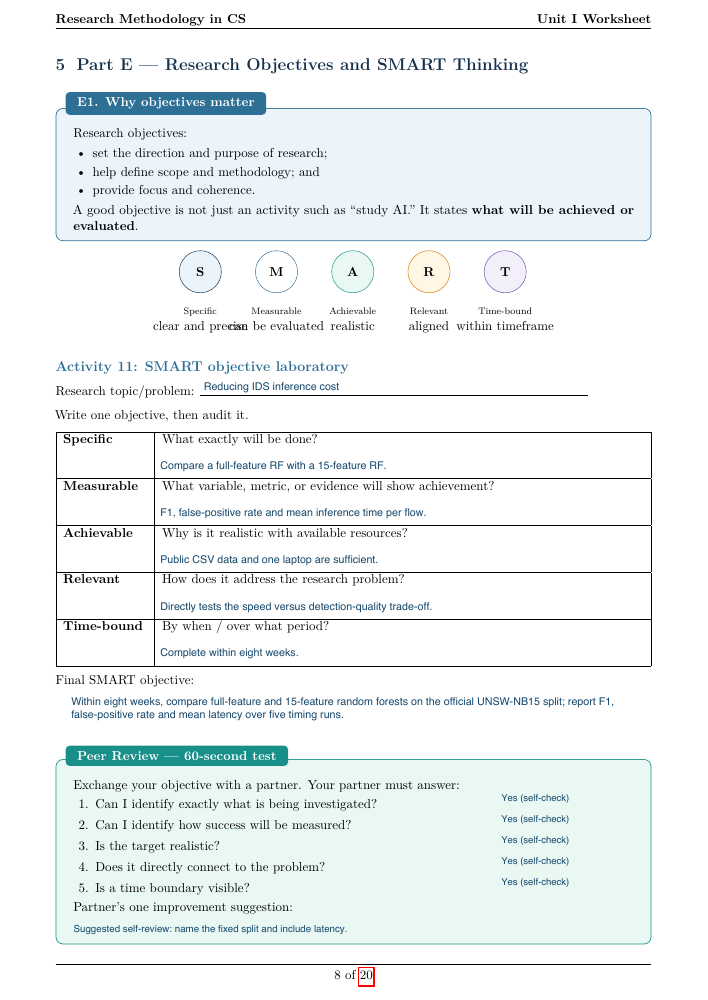 Research Methodology in CS Unit I Worksheet
5 Part E — Research Objectives and SMART Thinking
E1. Why objectives matter
Research objectives:
• set the direction and purpose of research;
• help define scope and methodology; and
• provide focus and coherence.
A good objective is not just an activity such as “study AI.” It states what will be achieved or
evaluated.
S M A R T
Specific Measurable Achievable Relevant Time-bound
clear and precise can be evaluated realistic aligned within timeframe
Activity 11: SMART objective laboratory
Research topic/problem: Reducing IDS inference cost
Write one objective, then audit it.
Specific What exactly will be done?
Compare a full-feature RF with a 15-feature RF.
Measurable What variable, metric, or evidence will show achievement?
F1, false-positive rate and mean inference time per flow.
Achievable Why is it realistic with available resources?
Public CSV data and one laptop are sufficient.
Relevant How does it address the research problem?
Directly tests the speed versus detection-quality trade-off.
Time-bound By when / over what period?
Complete within eight weeks.
Final SMART objective:
Within eight weeks, compare full-feature and 15-feature random forests on the official UNSW-NB15 split; report F1,
false-positive rate and mean latency over five timing runs.
Peer Review — 60-second test
Exchange your objective with a partner. Your partner must answer:
1. Can I identify exactly what is being investigated? Yes (self-check)
2. Can I identify how success will be measured? Yes (self-check)
3. Is the target realistic? Yes (self-check)
4. Does it directly connect to the problem? Yes (self-check)
5. Is a time boundary visible? Yes (self-check)
Partner’s one improvement suggestion:
Suggested self-review: name the fixed split and include latency.
8 of 20